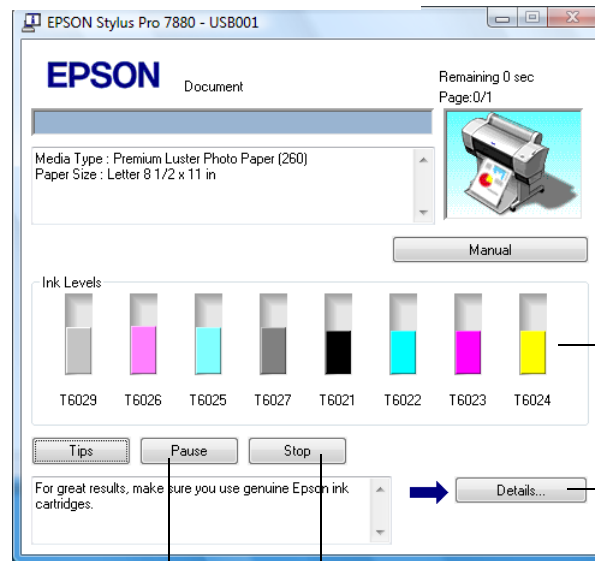 EPSON Stylus Pro 7880 - USB001
EPSON Document
Remaining 0 sec
Page:0/1
Media Type : Premium Luster Photo Paper (260)
Paper Size : Letter 8 1/2 x 11 in
Manual
Ink Levels
T6029 T6026 T6025 T6027 T6021 T6022 T6023 T6024
Tips Pause Stop
For great results, make sure you use genuine Epson ink
cartridges.
Details...